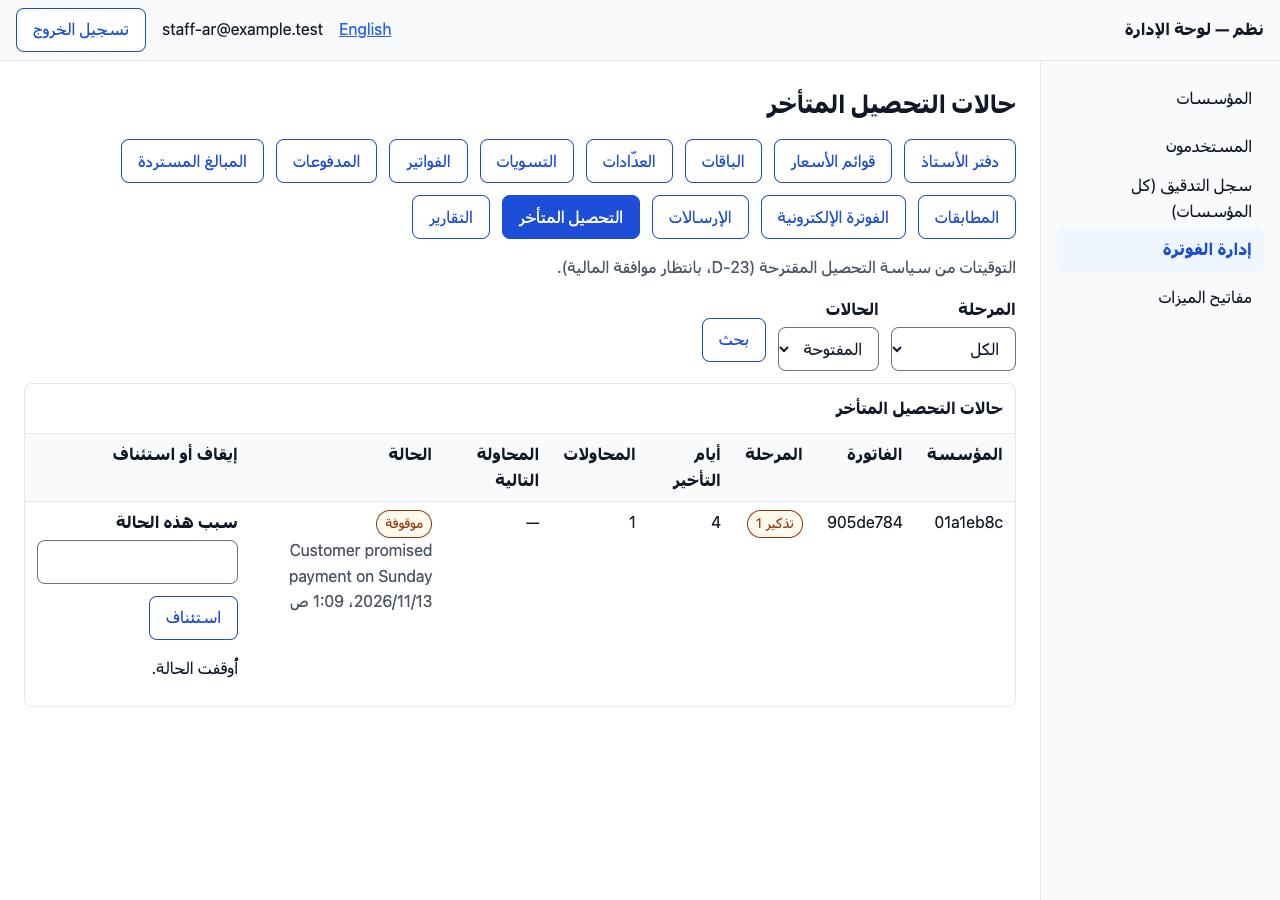 نظم — لوحة الإدارة
English
staff-ar@example.test
تسجيل الخروج
المؤسسات
المستخدمون
سجل التدقيق (كل
المؤسسات)
إدارة الفوترة
مفاتيح الميزات
حالات التحصيل المتأخر
دفتر الأستاذ
قوائم الأسعار
الباقات
العدّادات
التسويات
الفواتير
المدفوعات
المبالغ المستردة
المطابقات
الفوترة الإلكترونية
الإرسالات
التحصيل المتأخر
التقارير
التوقيتات من سياسة التحصيل المقترحة (D-23، بانتظار موافقة المالية).
المرحلة
الكل
الحالات
المفتوحة
بحث
حالات التحصيل المتأخر
المؤسسة
الفاتورة
المرحلة
أيام
التأخير
المحاولات
المحاولة
التالية
الحالة
إيقاف أو استئناف
01a1eb8c
905de784
تذكير 1
4
1
—
موقوفة
Customer promised
payment on Sunday
2026/11/13، 1:09 ص
سبب هذه الحالة
استئناف
أُوقفت الحالة.